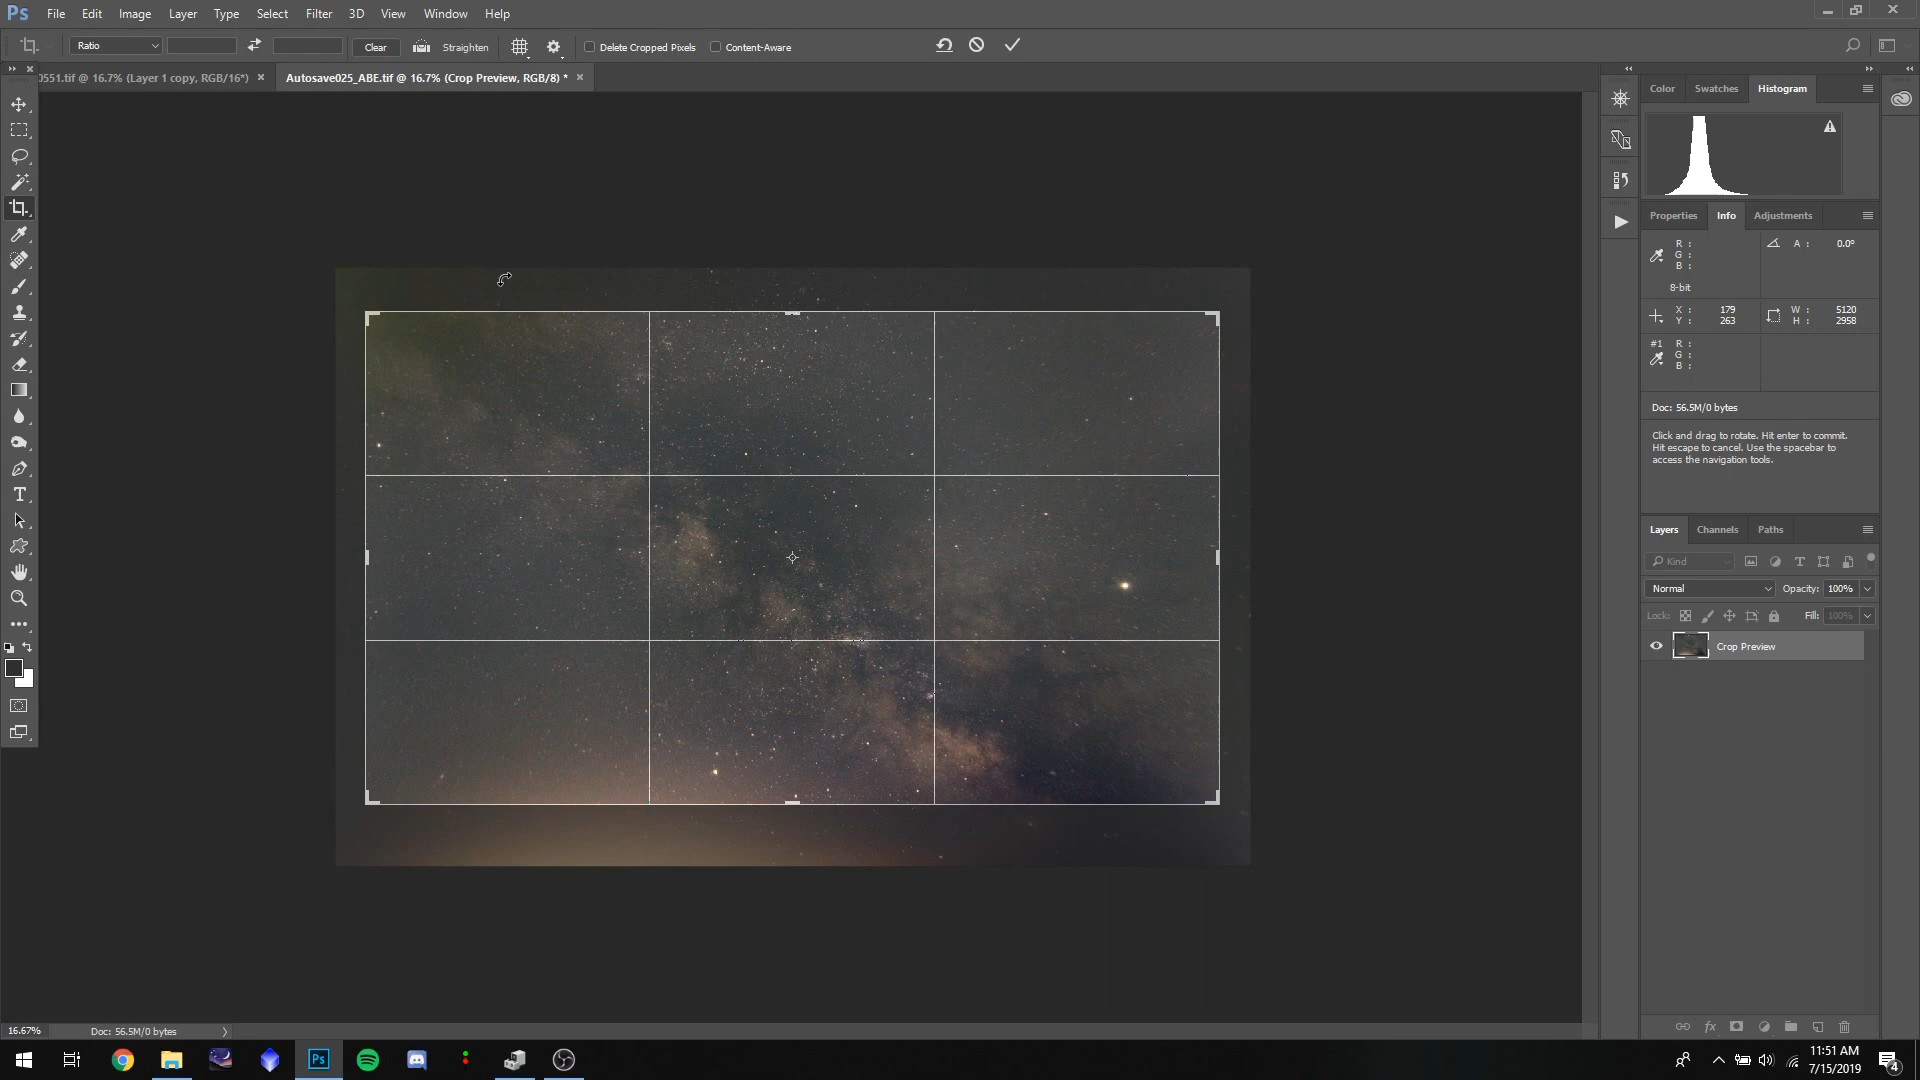 Ps File Edit Image Layer Type Select Filter 3D View Window Help
Ratio Clear Straighten Delete Cropped Pixels Content-Aware
0551.tif @ 16.7% (Layer 1 copy, RGB/16*) × Autosave025_ABE.tif @ 16.7% (Crop Preview, RGB/8) * ×
Color Swatches Histogram
Properties Info Adjustments
R :
G :
B :
A : 0.0°
8-bit
X : 179
Y : 263
W : 5120
H : 2958
#1 R :
G :
B :
Doc: 56.5M/0 bytes
Click and drag to rotate. Hit enter to commit.
Hit escape to cancel. Use the spacebar to
access the navigation tools.
Layers Channels Paths
Kind
Normal Opacity: 100%
Lock: Fill: 100%
Crop Preview
16.67% Doc: 56.5M/0 bytes
Ps
11:51 AM
7/15/2019
4